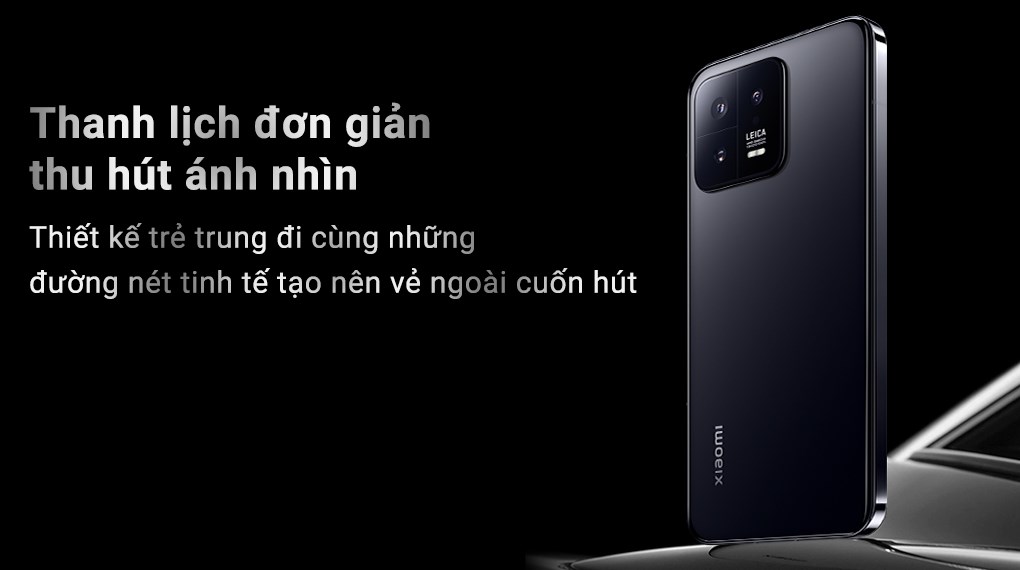 Thanh lịch đơn giản
thu hút ánh nhìn
Thiết kế trẻ trung đi cùng những
đường nét tinh tế tạo nên vẻ ngoài cuốn hút
LEICA
xiaomi